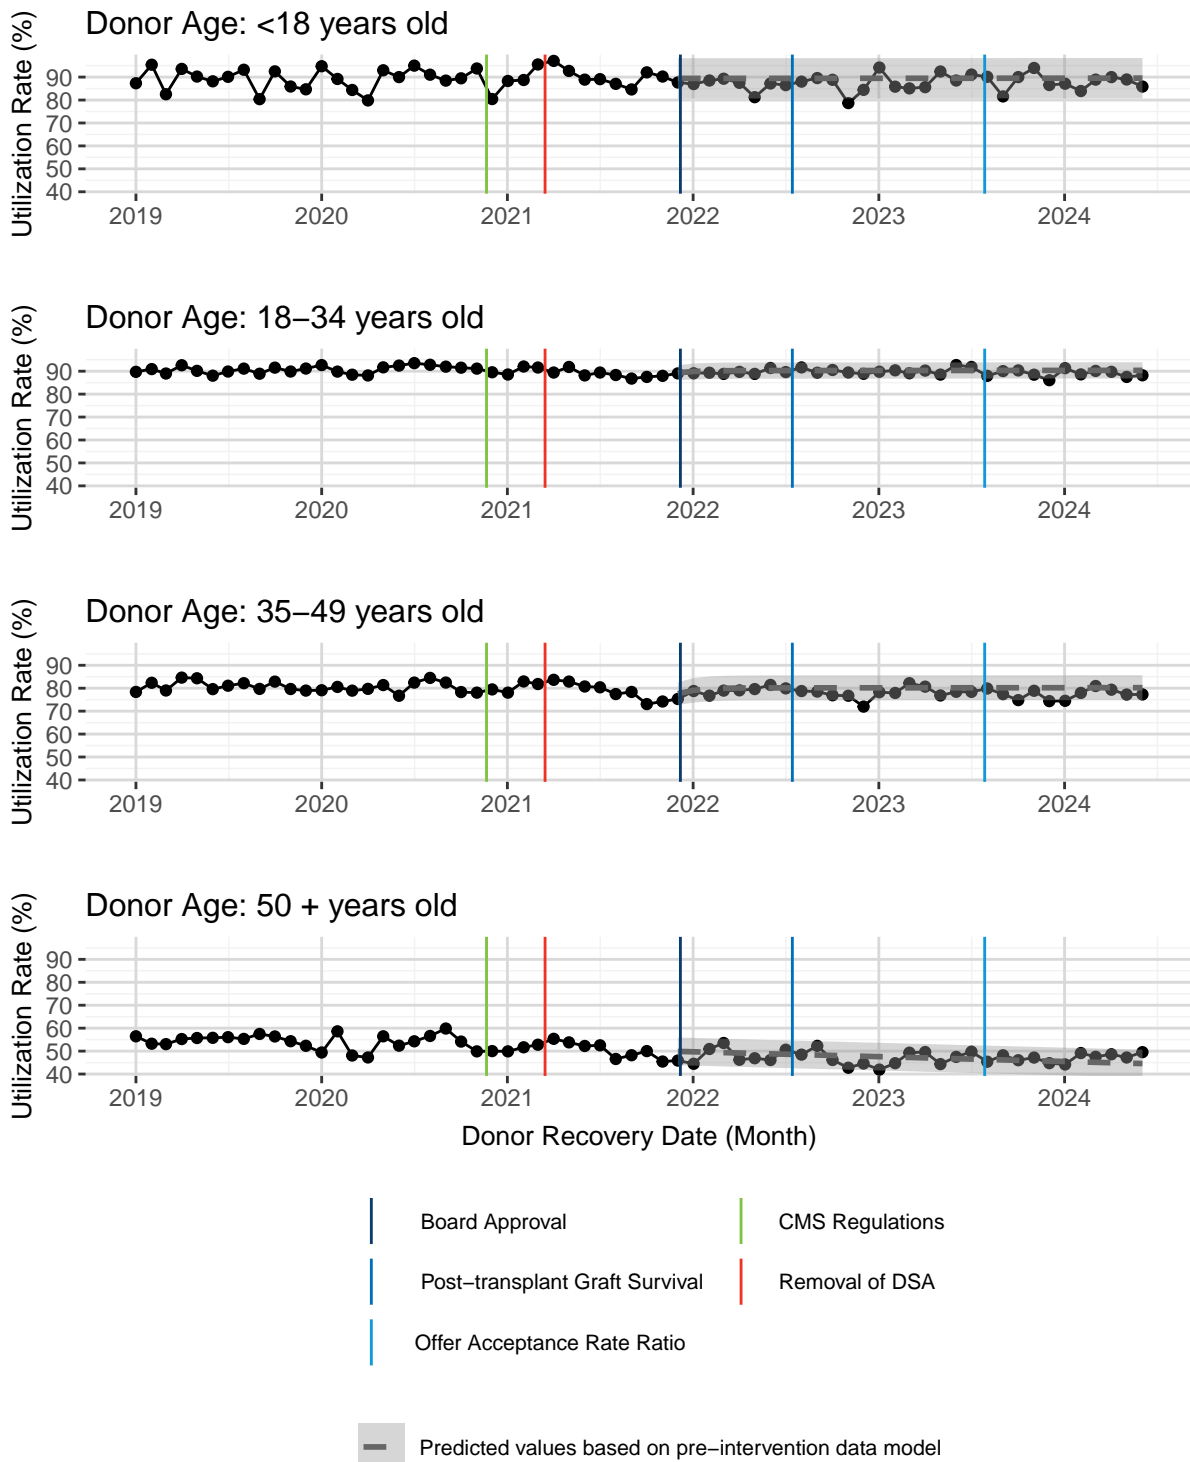 Donor Age: <18 years old
Utilization Rate (%)
90
80
70
60
50
40
2019 2020 2021 2022 2023 2024
Donor Age: 18−34 years old
Utilization Rate (%)
90
80
70
60
50
40
2019 2020 2021 2022 2023 2024
Donor Age: 35−49 years old
Utilization Rate (%)
90
80
70
60
50
40
2019 2020 2021 2022 2023 2024
Donor Age: 50 + years old
Utilization Rate (%)
90
80
70
60
50
40
2019 2020 2021 2022 2023 2024
Donor Recovery Date (Month)
Board Approval
CMS Regulations
Post−transplant Graft Survival
Removal of DSA
Offer Acceptance Rate Ratio
Predicted values based on pre−intervention data model